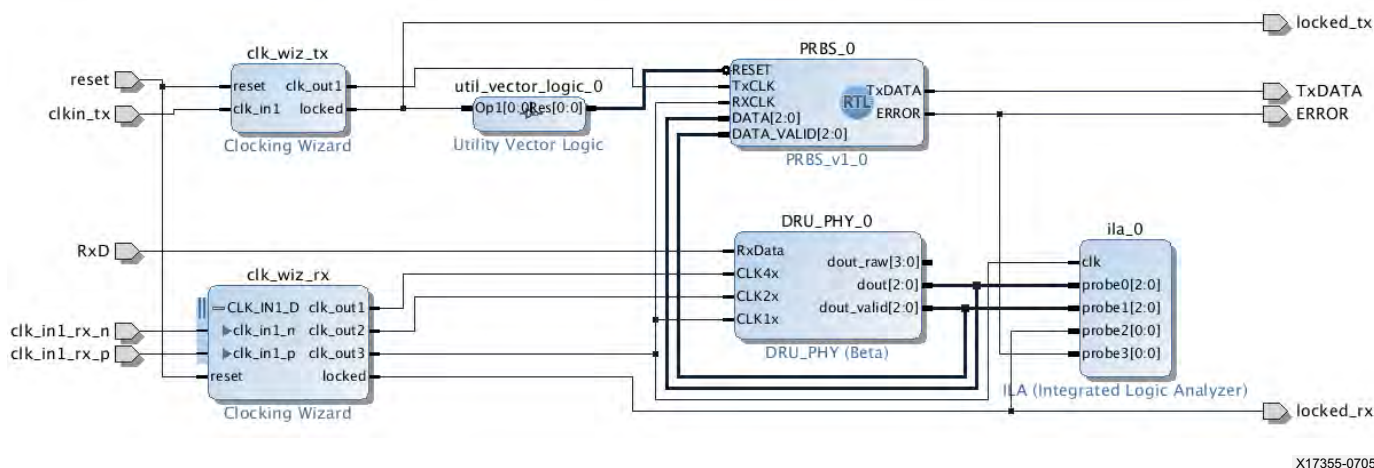 locked_tx
clk_wiz_tx
PRBS_0
reset
reset clk_out1
util_vector_logic_0
RESET
TxCLK
clkin_tx
clk_in1 locked
Op1[0:0] Res[0:0]
RXCLK
RTL
TxDATA
TxDATA
DATA[2:0]
ERROR
ERROR
DATA_VALID[2:0]
Clocking Wizard
Utility Vector Logic
PRBS_v1_0
DRU_PHY_0
ila_0
RxD
RxData
dout_raw[3:0]
clk
clk_wiz_rx
CLK4x
dout[2:0]
probe0[2:0]
CLK_IN1_D clk_out1
CLK2x
dout_valid[2:0]
probe1[2:0]
clk_in1_rx_n
clk_in1_n clk_out2
CLK1x
probe2[0:0]
clk_in1_rx_p
clk_in1_p clk_out3
DRU_PHY (Beta)
probe3[0:0]
reset locked
ILA (Integrated Logic Analyzer)
Clocking Wizard
locked_rx
X17355-0705